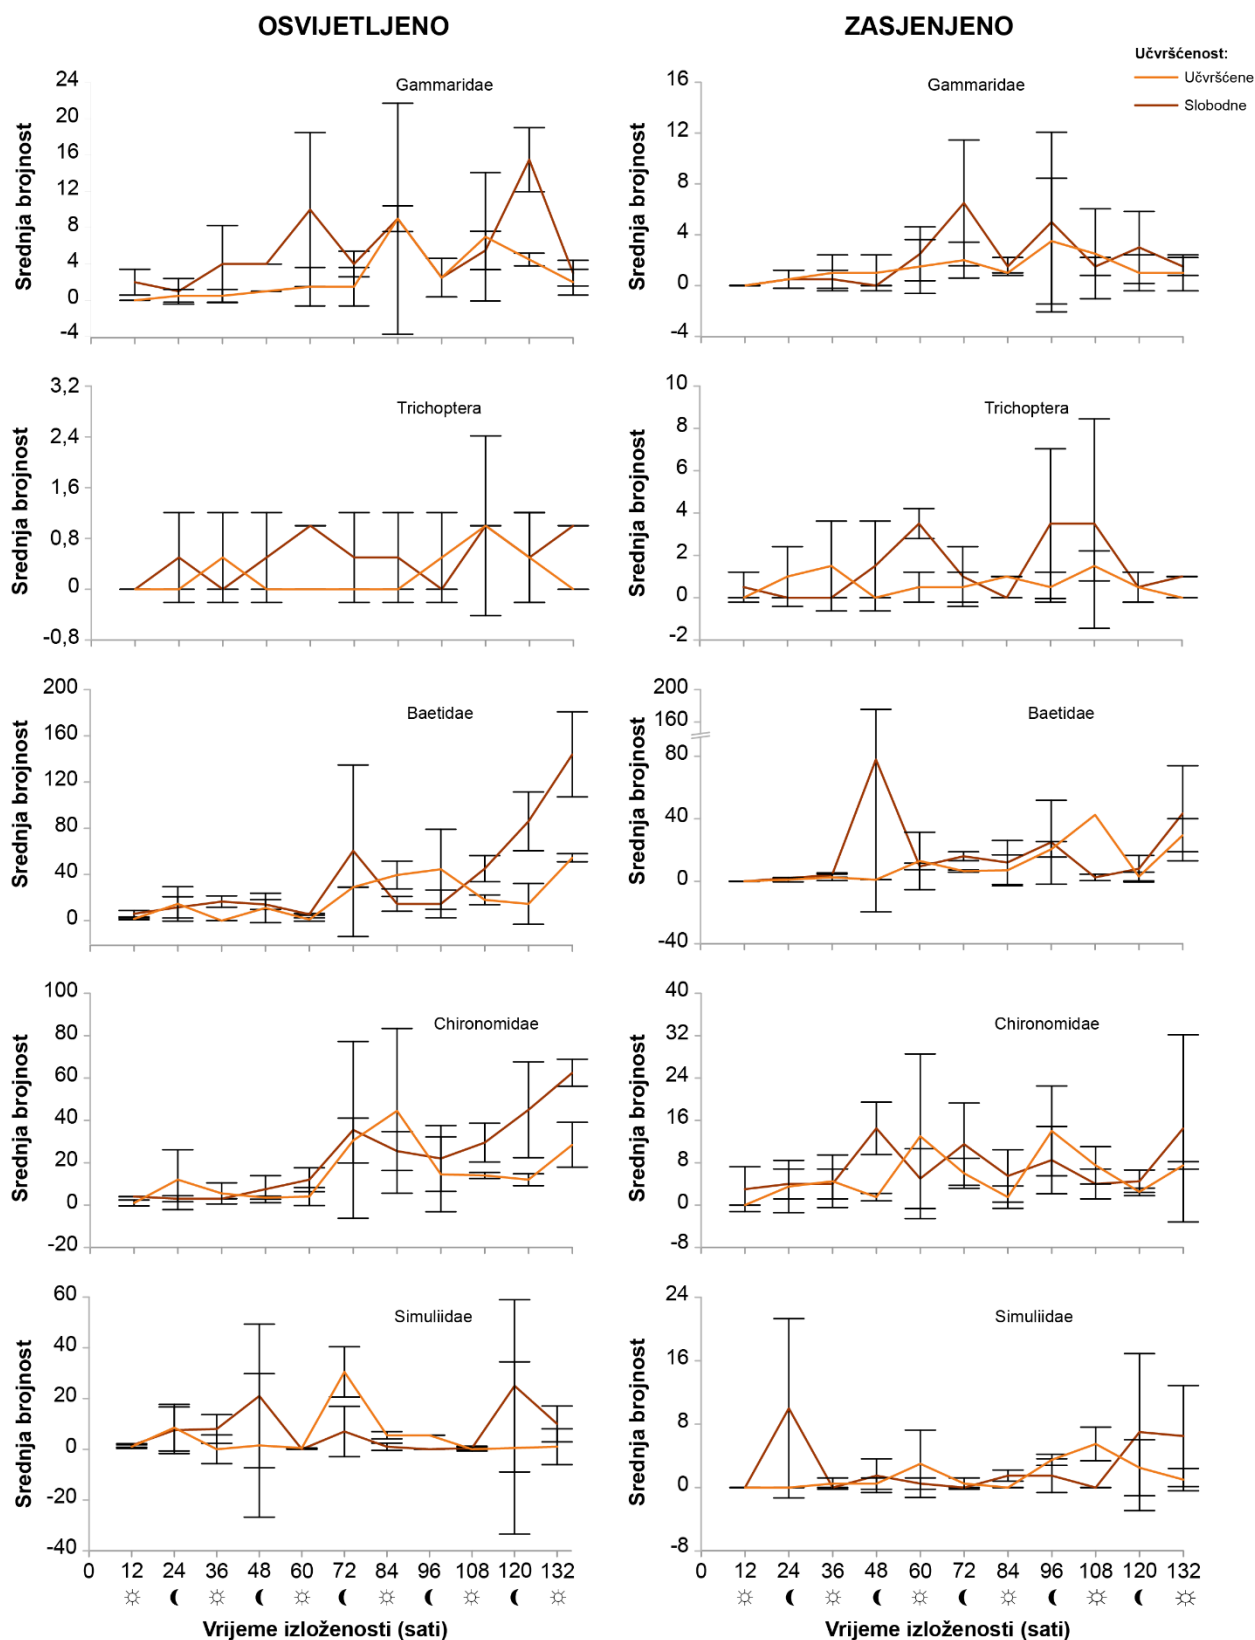 OSVIJETLJENO
ZASJENJENO
Učvršćenost:
Učvršćene
Slobodne
Gammaridae
Srednja brojnost
24
20
16
12
8
4
0
-4
Gammaridae
Srednja brojnost
16
12
8
4
0
-4
Trichoptera
Srednja brojnost
3,2
2,4
1,6
0,8
0
-0,8
Trichoptera
Srednja brojnost
10
8
6
4
2
0
-2
Baetidae
Srednja brojnost
200
160
120
80
40
0
Baetidae
Srednja brojnost
200
160
80
40
0
-40
Chironomidae
Srednja brojnost
100
80
60
40
20
0
-20
Chironomidae
Srednja brojnost
40
32
24
16
8
0
-8
Simuliidae
Srednja brojnost
60
40
20
0
-20
-40
0 12 24 36 48 60 72 84 96 108 120 132
Vrijeme izloženosti (sati)
Simuliidae
Srednja brojnost
24
16
8
0
-8
0 12 24 36 48 60 72 84 96 108 120 132
Vrijeme izloženosti (sati)